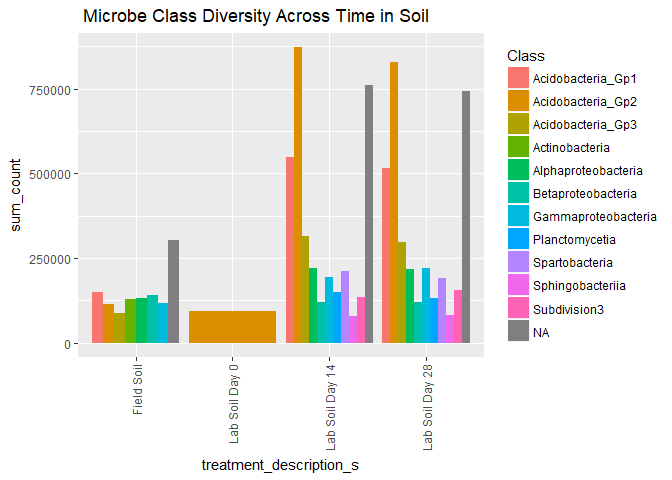 Microbe Class Diversity Across Time in Soil
sum_count
750000
500000
250000
0
Field Soil
Lab Soil Day 0
Lab Soil Day 14
Lab Soil Day 28
treatment_description_s
Class
Acidobacteria_Gp1
Acidobacteria_Gp2
Acidobacteria_Gp3
Actinobacteria
Alphaproteobacteria
Betaproteobacteria
Gammaproteobacteria
Planctomycetia
Spartobacteria
Sphingobacteriia
Subdivision3
NA